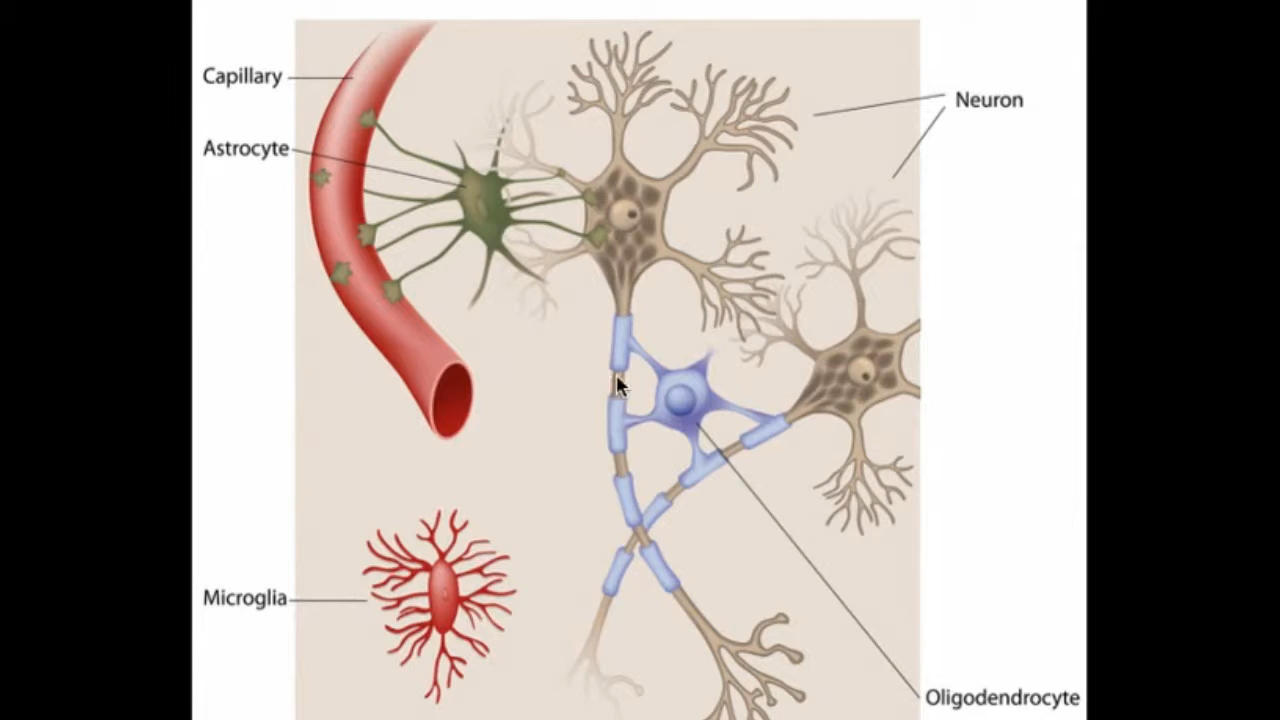 Capillary
Neuron
Astrocyte
Microglia
Oligodendrocyte